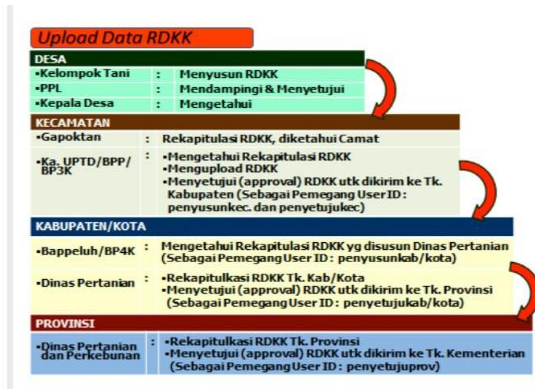 Upload Data RDKK
DESA
▪Kelompok Tani : Menyusun RDKK
▪PPL : Mendampingi & Menyetujui
▪Kepala Desa : Mengetahui
KECAMATAN
▪Gapoktan : Rekapitulasi RDKK, diketahui Camat
▪Ka. UPTD/BPP/ : ▪Mengetahui Rekapitulasi RDKK
BP3K ▪Mengupload RDKK
▪Menyetujui (approval) RDKK utk dikirim ke Tk.
Kabupaten (Sebagai Pemegang User ID :
penyusunkec. dan penyetujukec)
KABUPATEN/KOTA
▪Bappeluh/BP4K : Mengetahui Rekapitulasi RDKK yg disusun Dinas Pertanian
(Sebagai Pemegang User ID : penyusunkab/kota)
▪Dinas Pertanian : ▪Rekapitulkasi RDKK Tk. Kab/Kota
▪Menyetujui (approval) RDKK utk dikirim ke Tk. Provinsi
(Sebagai Pemegang User ID : penyetujukab/kota)
PROVINSI
▪Dinas Pertanian : ▪Rekapitulkasi RDKK Tk. Provinsi
dan Perkebunan ▪Menyetujui (approval) RDKK utk dikirim ke Tk. Kementerian
(Sebagai Pemegang User ID : penyetujuprov)